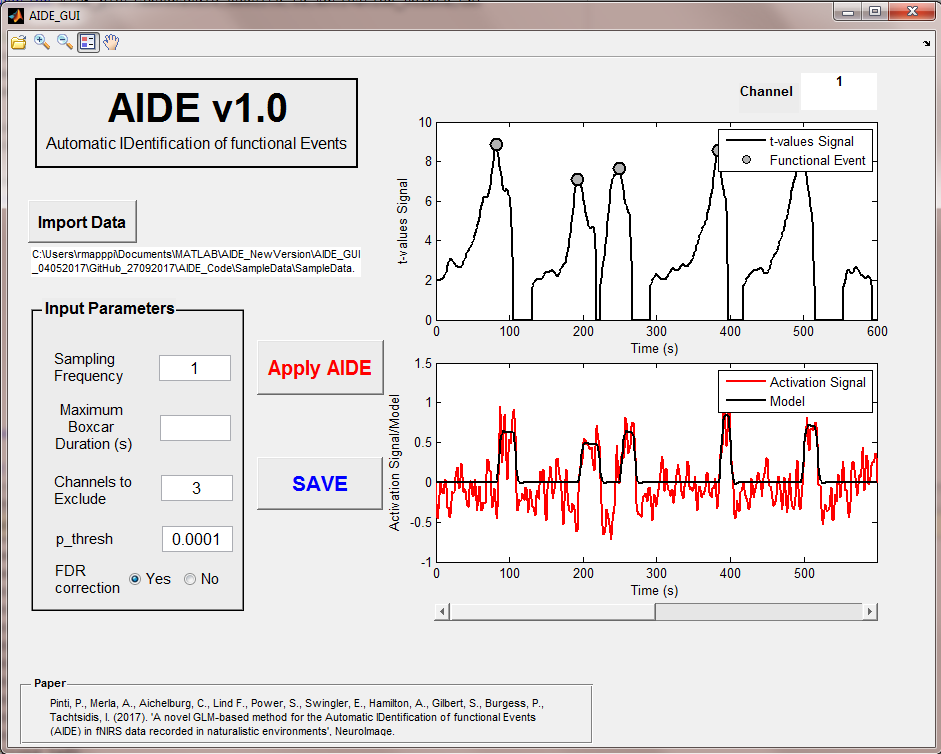 AIDE_GUI
AIDE v1.0
Automatic IDentification of functional Events
Import Data
C:\Users\rmapppi\Documents\MATLAB\AIDE_NewVersion\AIDE_GUI
_04052017\GitHub_27092017\AIDE_Code\SampleData\SampleData.
Input Parameters
Sampling
Frequency
1
Maximum
Boxcar
Duration (s)
Channels to
Exclude
3
p_thresh
0.0001
FDR
correction
Yes
No
Apply AIDE
SAVE
Channel
1
t-values Signal
10
8
6
4
2
0
t-values Signal
Functional Event
0 100 200 300 400 500 600
Time (s)
Activation Signal/Model
1.5
1
0.5
0
-0.5
-1
Activation Signal
Model
0 100 200 300 400 500
Time (s)
Paper
Pinti, P., Merla, A., Aichelburg, C., Lind F., Power, S., Swingler, E., Hamilton, A., Gilbert, S., Burgess, P.,
Tachtsidis, I. (2017). 'A novel GLM-based method for the Automatic IDentification of functional Events
(AIDE) in fNIRS data recorded in naturalistic environments', NeuroImage.